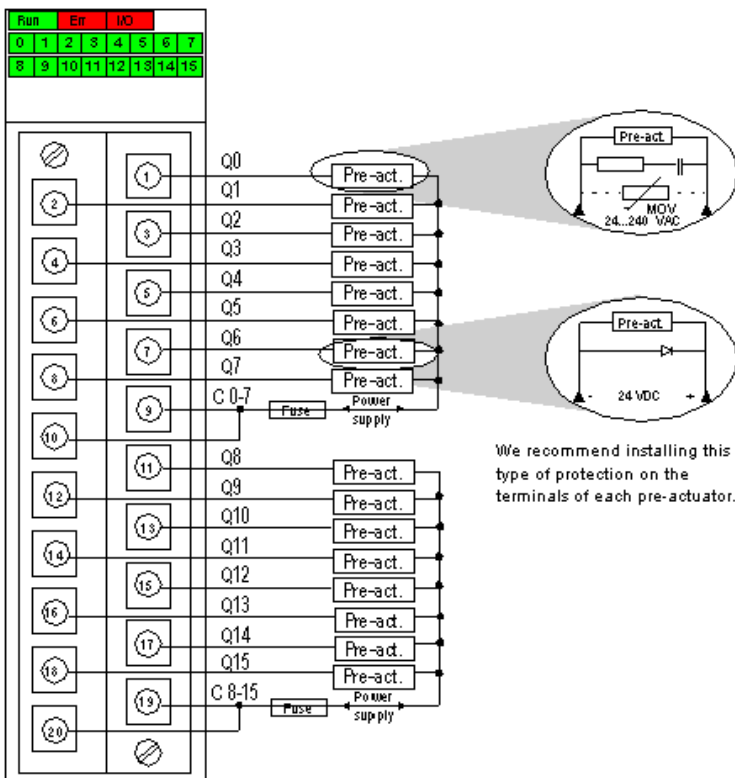 Run Err I/O
0 1 2 3 4 5 6 7
8 9 10 11 12 13 14 15
1 Q0 Pre-act.
2 Q1 Pre-act.
3 Q2 Pre-act.
4 Q3 Pre-act.
5 Q4 Pre-act.
6 Q5 Pre-act.
7 Q6 Pre-act.
8 Q7 Pre-act.
9 C 0-7 Fuse Power
supply
10
11 Q8 Pre-act.
12 Q9 Pre-act.
13 Q10 Pre-act.
14 Q11 Pre-act.
15 Q12 Pre-act.
16 Q13 Pre-act.
17 Q14 Pre-act.
18 Q15 Pre-act.
19 C 8-15 Fuse Power
supply
20
Pre-act.
MOV
24...240 VAC
Pre-act.
- 24 VDC +
We recommend installing this
type of protection on the
terminals of each pre-actuator.